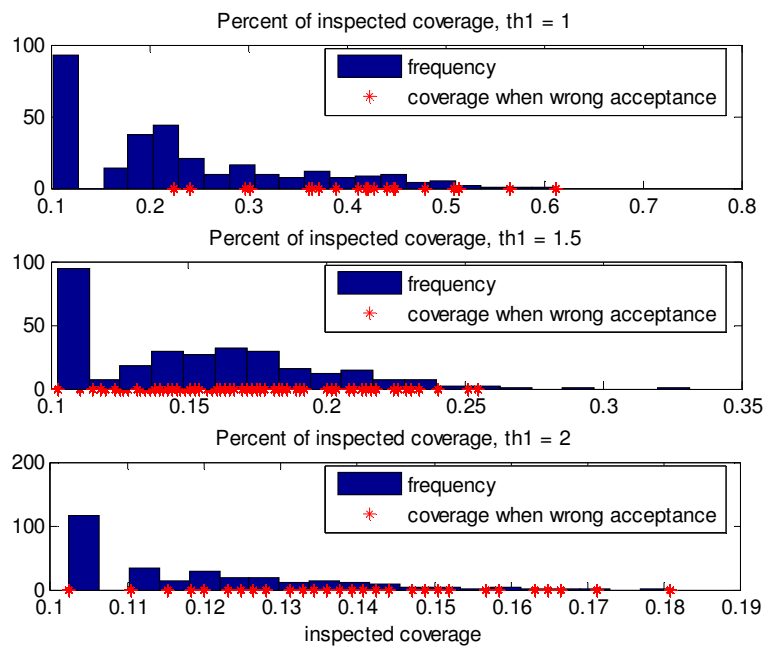 Percent of inspected coverage, th1 = 1
100
50
0
frequency
coverage when wrong acceptance
0.1 0.2 0.3 0.4 0.5 0.6 0.7 0.8
Percent of inspected coverage, th1 = 1.5
100
50
0
frequency
coverage when wrong acceptance
0.1 0.15 0.2 0.25 0.3 0.35
Percent of inspected coverage, th1 = 2
200
100
0
frequency
coverage when wrong acceptance
0.1 0.11 0.12 0.13 0.14 0.15 0.16 0.17 0.18 0.19
inspected coverage